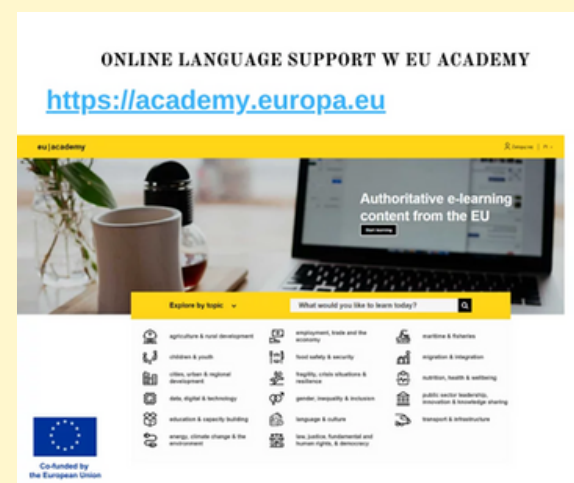 ONLINE LANGUAGE SUPPORT W EU ACADEMY
https://academy.europa.eu
eu|academy
Zaloguj się | PL
Authoritative e-learning
content from the EU
Start learning
Explore by topic
What would you like to learn today?
agriculture & rural development
employment, trade and the
economy
maritime & fisheries
children & youth
food safety & security
migration & integration
cities, urban & regional
development
fragility, crisis situations &
resilience
nutrition, health & wellbeing
data, digital & technology
gender, inequality & inclusion
public sector leadership,
innovation & knowledge sharing
education & capacity building
language & culture
transport & infrastructure
energy, climate change & the
environment
law, justice, fundamental and
human rights, & democracy
Co-funded by
the European Union